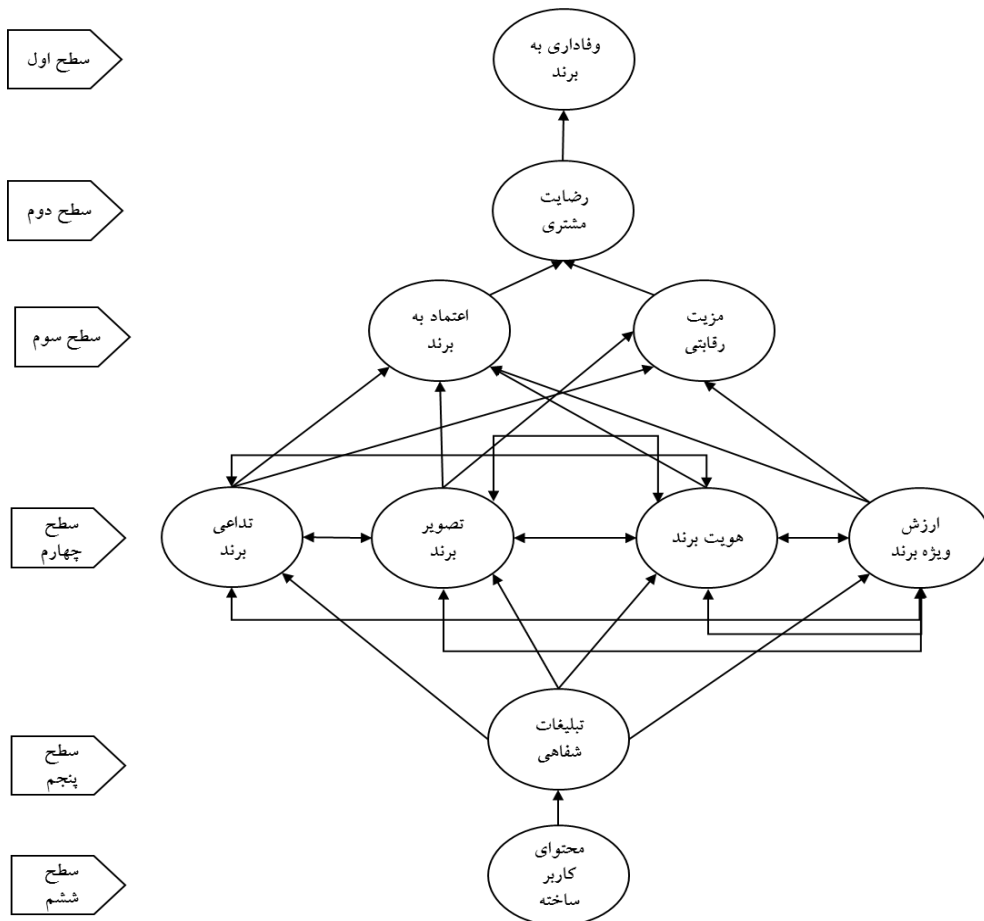 وفاداری به
برند
سطح اول
رضایت
مشتری
سطح دوم
مزیت
رقابتی
اعتماد به
برند
سطح سوم
ارزش
ویژه برند
هویت برند
تصویر
برند
تداعی
برند
سطح
چهارم
تبلیغات
شفاهی
سطح
پنجم
محتوای
کاربر
ساخته
سطح
ششم